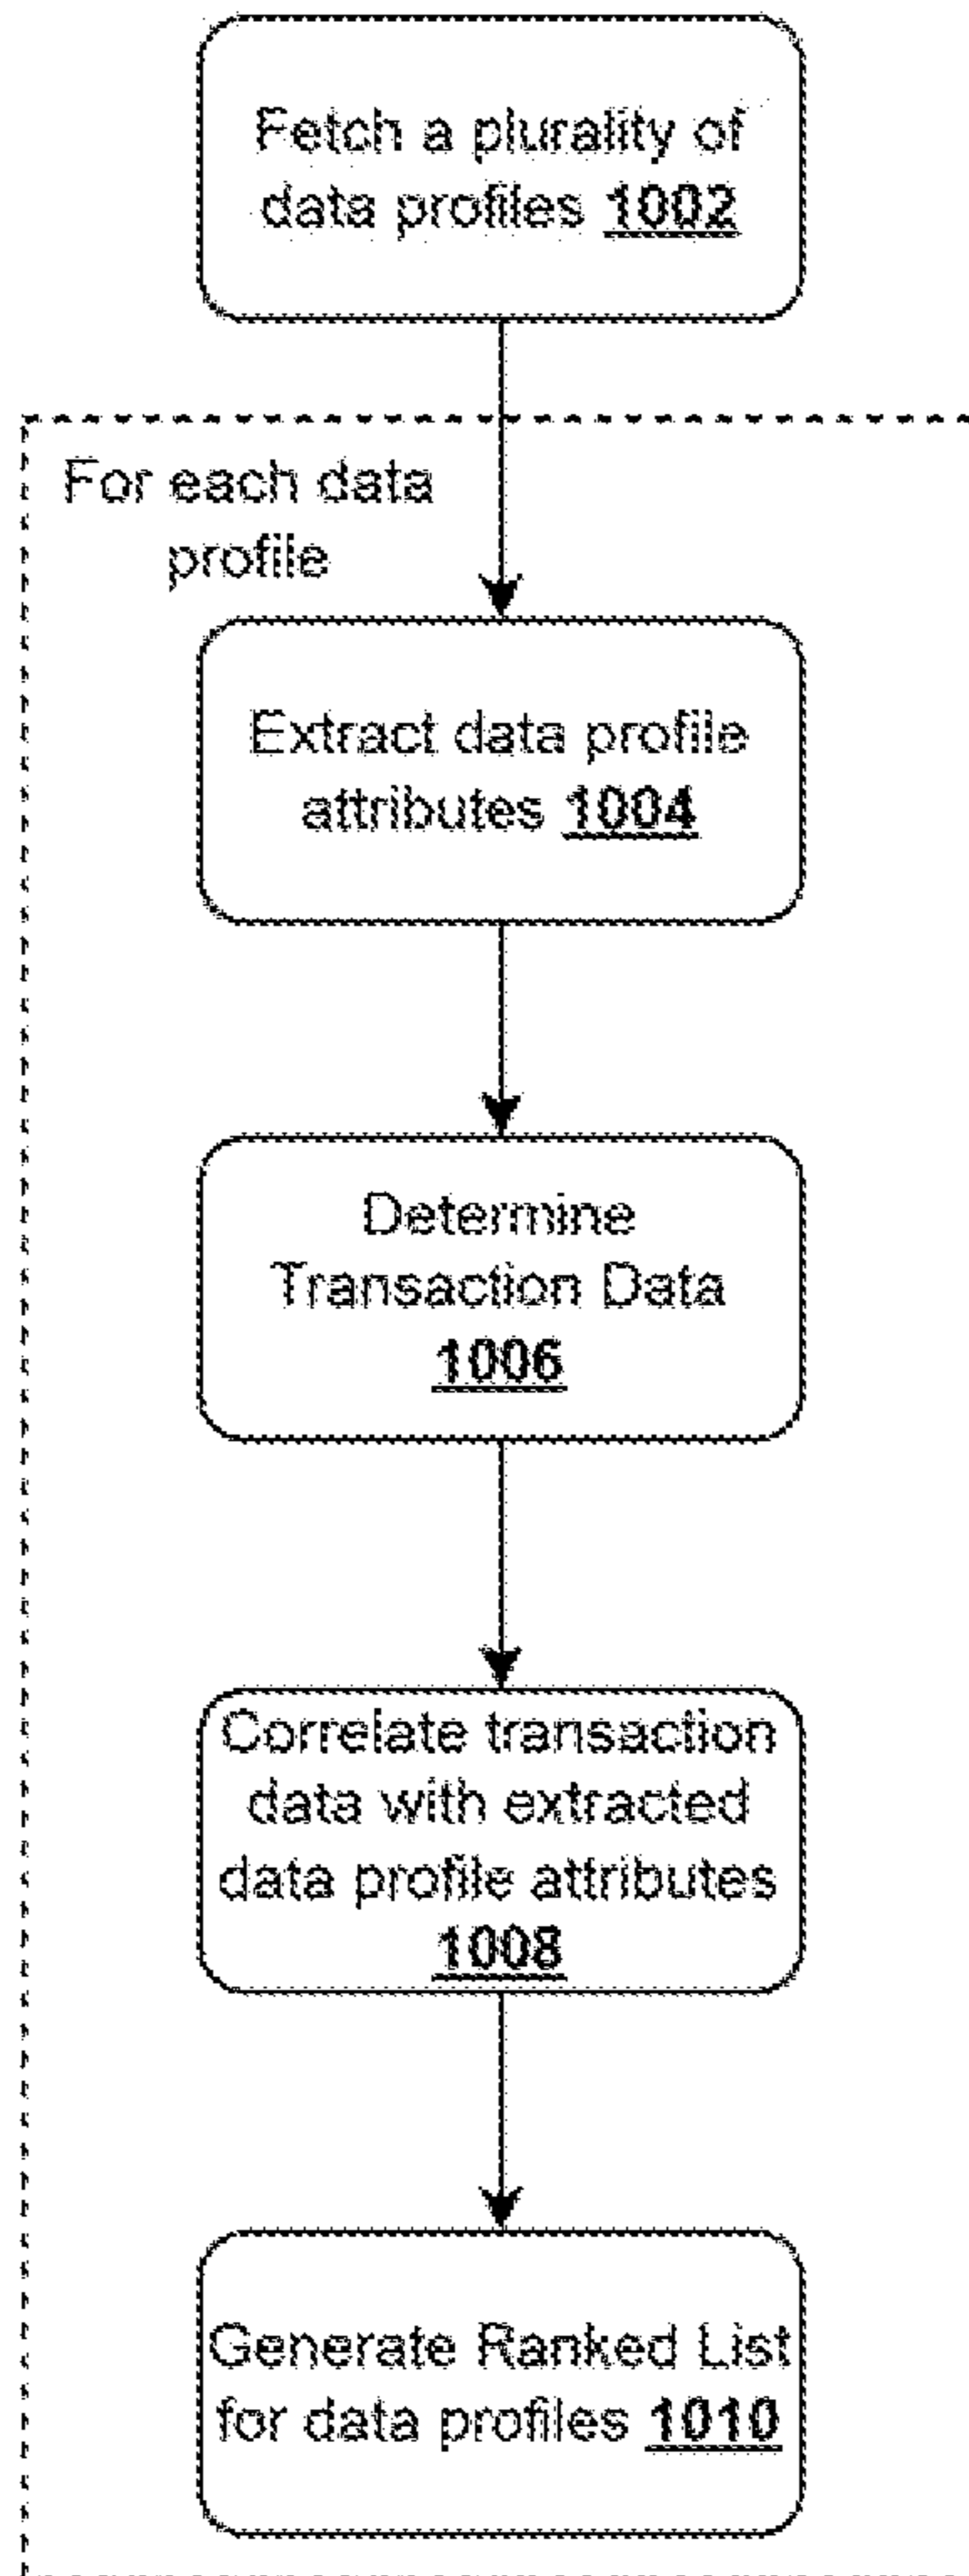 Fetch a plurality of
data profiles 1002
For each data
profile
Extract data profile
attributes 1004
Determine
Transaction Data
1006
Correlate transaction
data with extracted
data profile attributes
1008
Generate Ranked List
for data profiles 1010